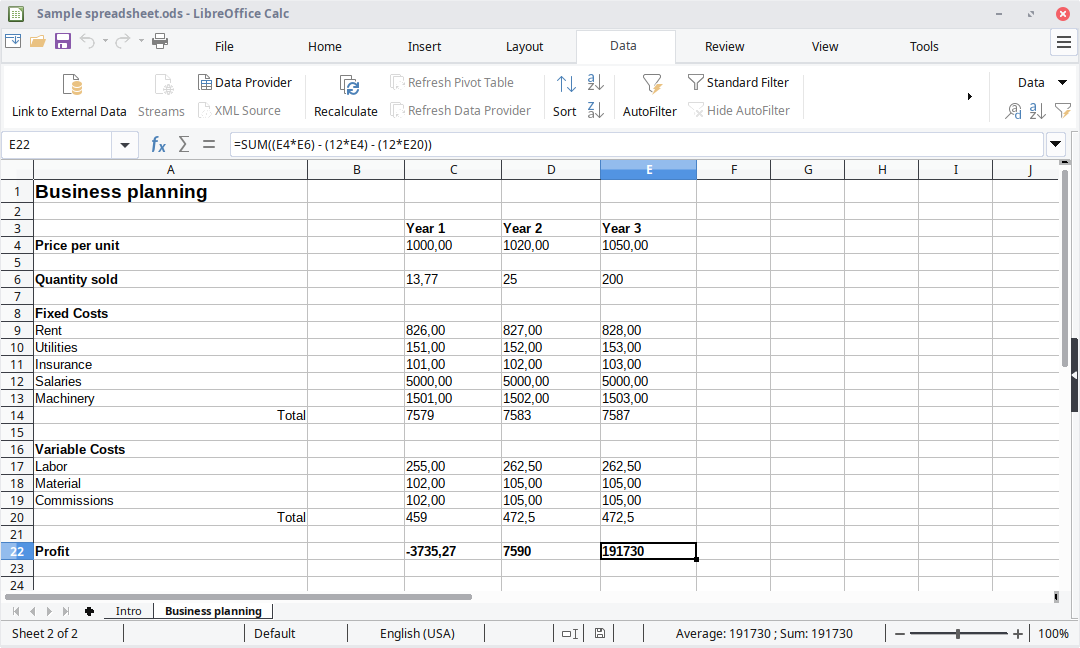 Sample spreadsheet.ods - LibreOffice Calc
File Home Insert Layout Data Review View Tools
Link to External Data Streams Data Provider XML Source Recalculate Refresh Pivot Table Refresh Data Provider Sort AutoFilter Standard Filter Hide AutoFilter Data
E22 fx Σ = =SUM((E4*E6) - (12*E4) - (12*E20))
A B C D E F G H I J
1 Business planning
2
3 Year 1 Year 2 Year 3
4 Price per unit 1000,00 1020,00 1050,00
5
6 Quantity sold 13,77 25 200
7
8 Fixed Costs
9 Rent 826,00 827,00 828,00
10 Utilities 151,00 152,00 153,00
11 Insurance 101,00 102,00 103,00
12 Salaries 5000,00 5000,00 5000,00
13 Machinery 1501,00 1502,00 1503,00
14 Total 7579 7583 7587
15
16 Variable Costs
17 Labor 255,00 262,50 262,50
18 Material 102,00 105,00 105,00
19 Commissions 102,00 105,00 105,00
20 Total 459 472,5 472,5
21
22 Profit -3735,27 7590 191730
23
24
Intro Business planning
Sheet 2 of 2 Default English (USA) Average: 191730 ; Sum: 191730 100%